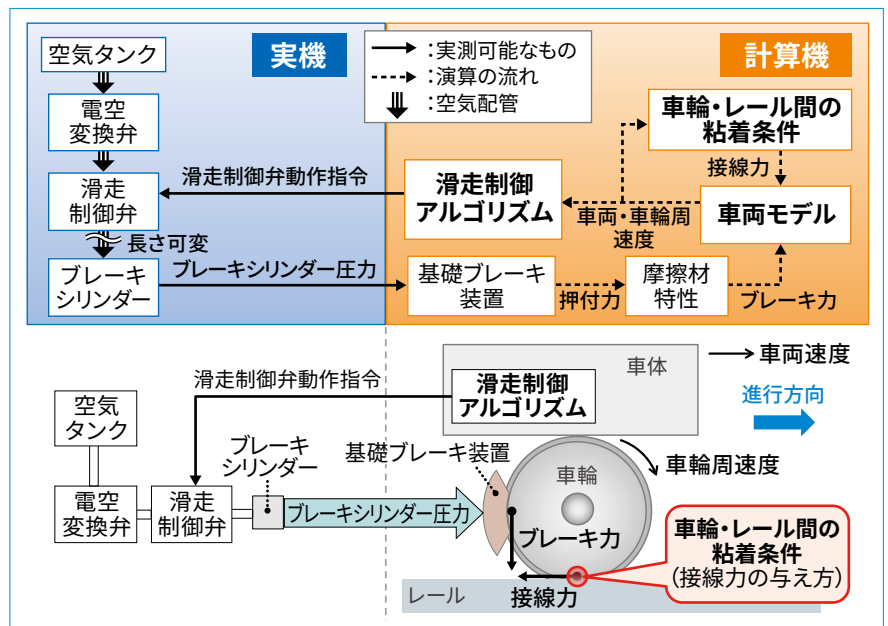 実機
計算機
：実測可能なもの
：演算の流れ
：空気配管
空気タンク
電空
変換弁
滑走
制御弁
長さ可変
ブレーキ
シリンダー
滑走制御弁動作指令
ブレーキシリンダー圧力
滑走制御
アルゴリズム
車両・車輪周
速度
車輪・レール間の
粘着条件
接線力
車両モデル
基礎ブレーキ
装置
押付力
摩擦材
特性
ブレーキ力
滑走制御弁動作指令
車体
滑走制御
アルゴリズム
車両速度
進行方向
空気
タンク
電空
変換弁
滑走
制御弁
ブレーキ
シリンダー
ブレーキシリンダー圧力
基礎ブレーキ装置
車輪
車輪周速度
ブレーキ力
接線力
レール
車輪・レール間の
粘着条件
（接線力の与え方）